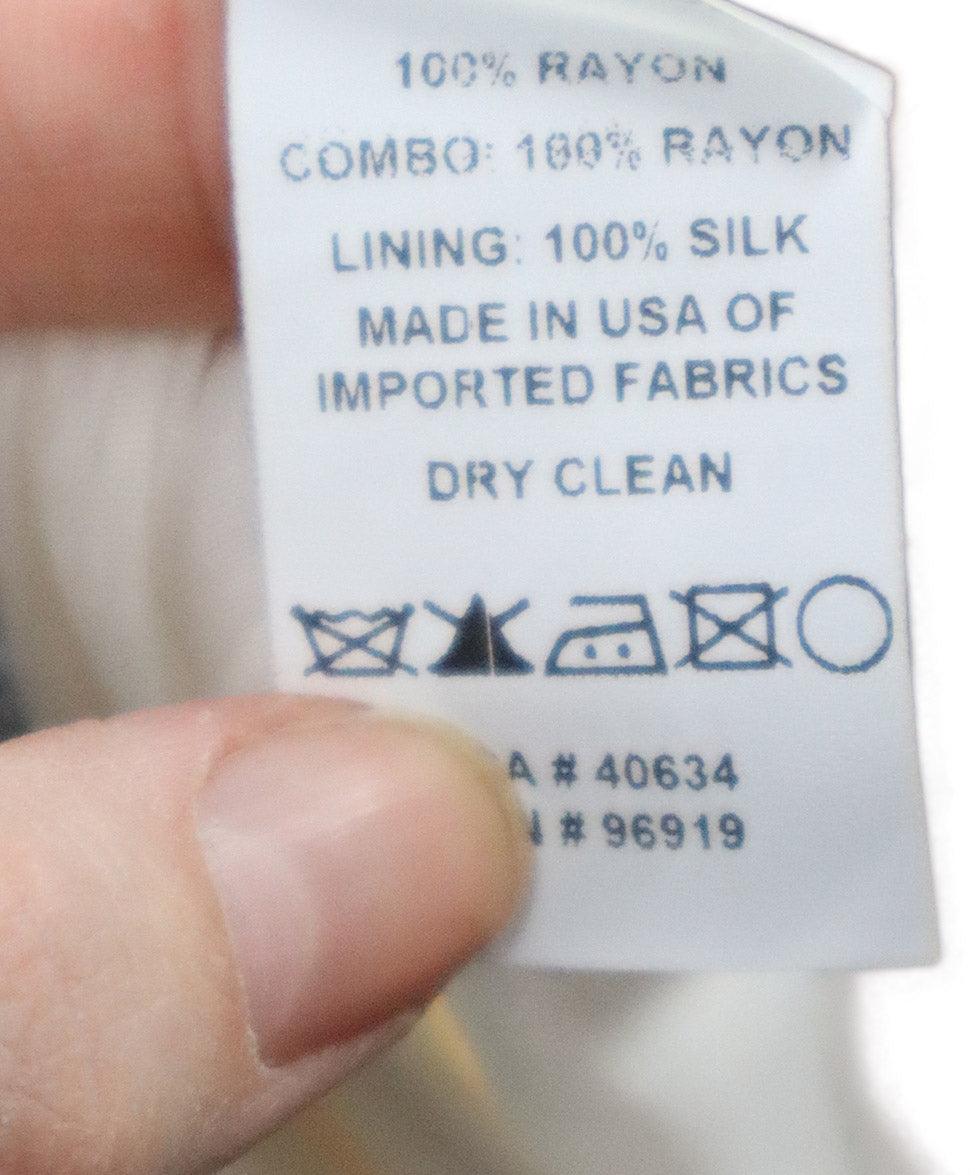 100% RAYON
COMBO: 100% RAYON
LINING: 100% SILK
MADE IN USA OF
IMPORTED FABRICS
DRY CLEAN
# 40634
# 96919